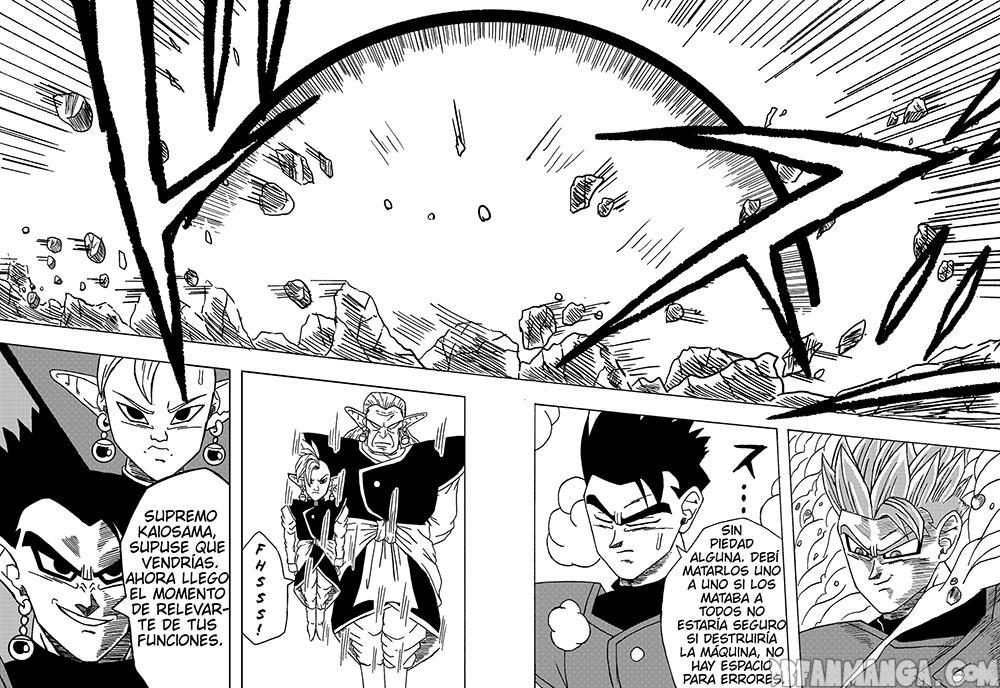 ス…
SIN
PIEDAD
ALGUNA. DEBÍ
MATARLOS UNO
A UNO SI LOS
MATABA A
TODOS NO
ESTARÍA SEGURO
SI DESTRUIRÍA
LA MÁQUINA, NO
HAY ESPACIO
PARA ERRORES.
FHSSS!
SUPREMO
KAIOSAMA,
SUPUSE QUE
VENDRÍAS.
AHORA LLEGO
EL MOMENTO
DE RELEVAR-
TE DE TUS
FUNCIONES.
DBFANMANGA.COM